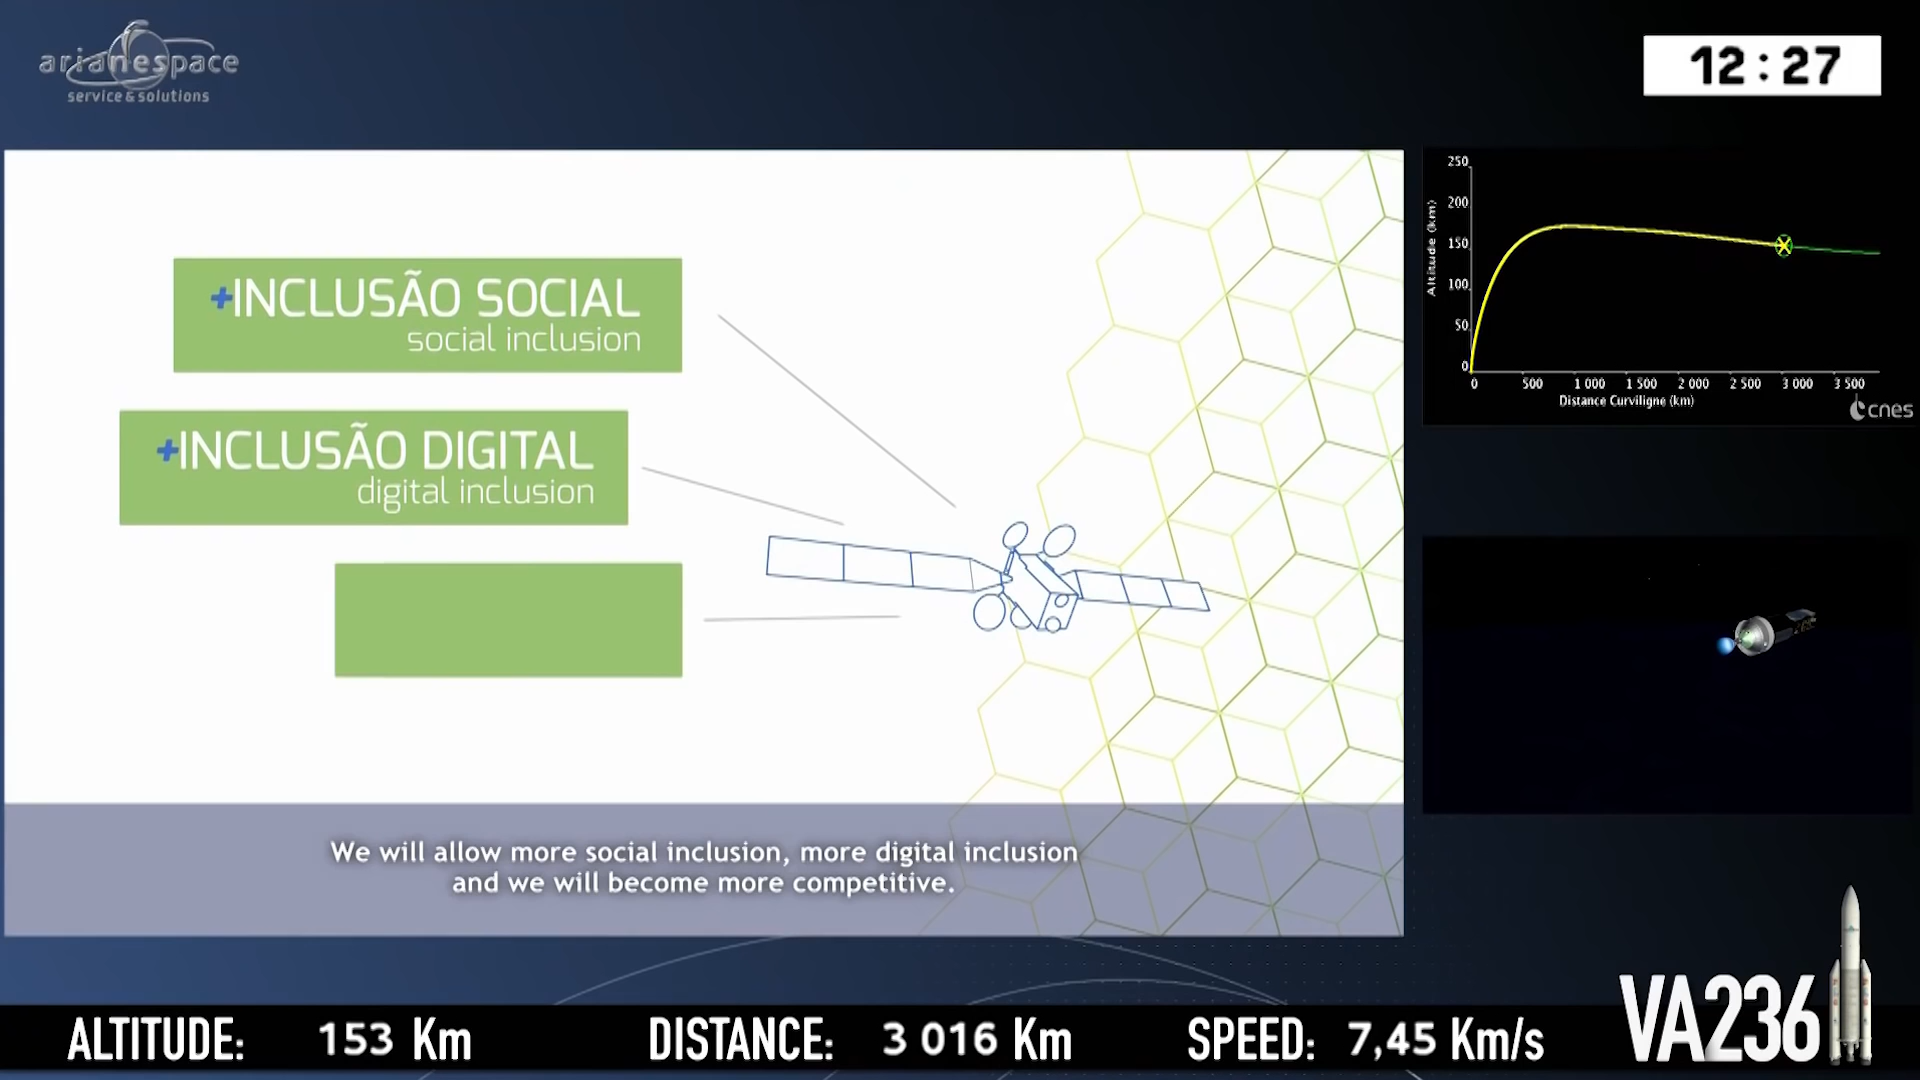 arianespace
service & solutions
12:27
+INCLUSÃO SOCIAL
social inclusion
+INCLUSÃO DIGITAL
digital inclusion
We will allow more social inclusion, more digital inclusion
and we will become more competitive.
Altitude (km)
250
200
150
100
50
0
0 500 1 000 1 500 2 000 2 500 3 000 3 500
Distance Curviligne (km)
cnes
ALTITUDE: 153 Km DISTANCE: 3 016 Km SPEED: 7,45 Km/s
VA236